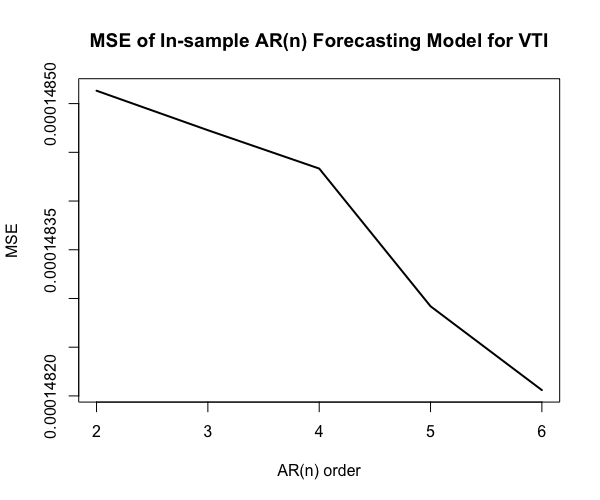 MSE of In-sample AR(n) Forecasting Model for VTI
0.00014850
0.00014835
0.00014820
MSE
2 3 4 5 6
AR(n) order